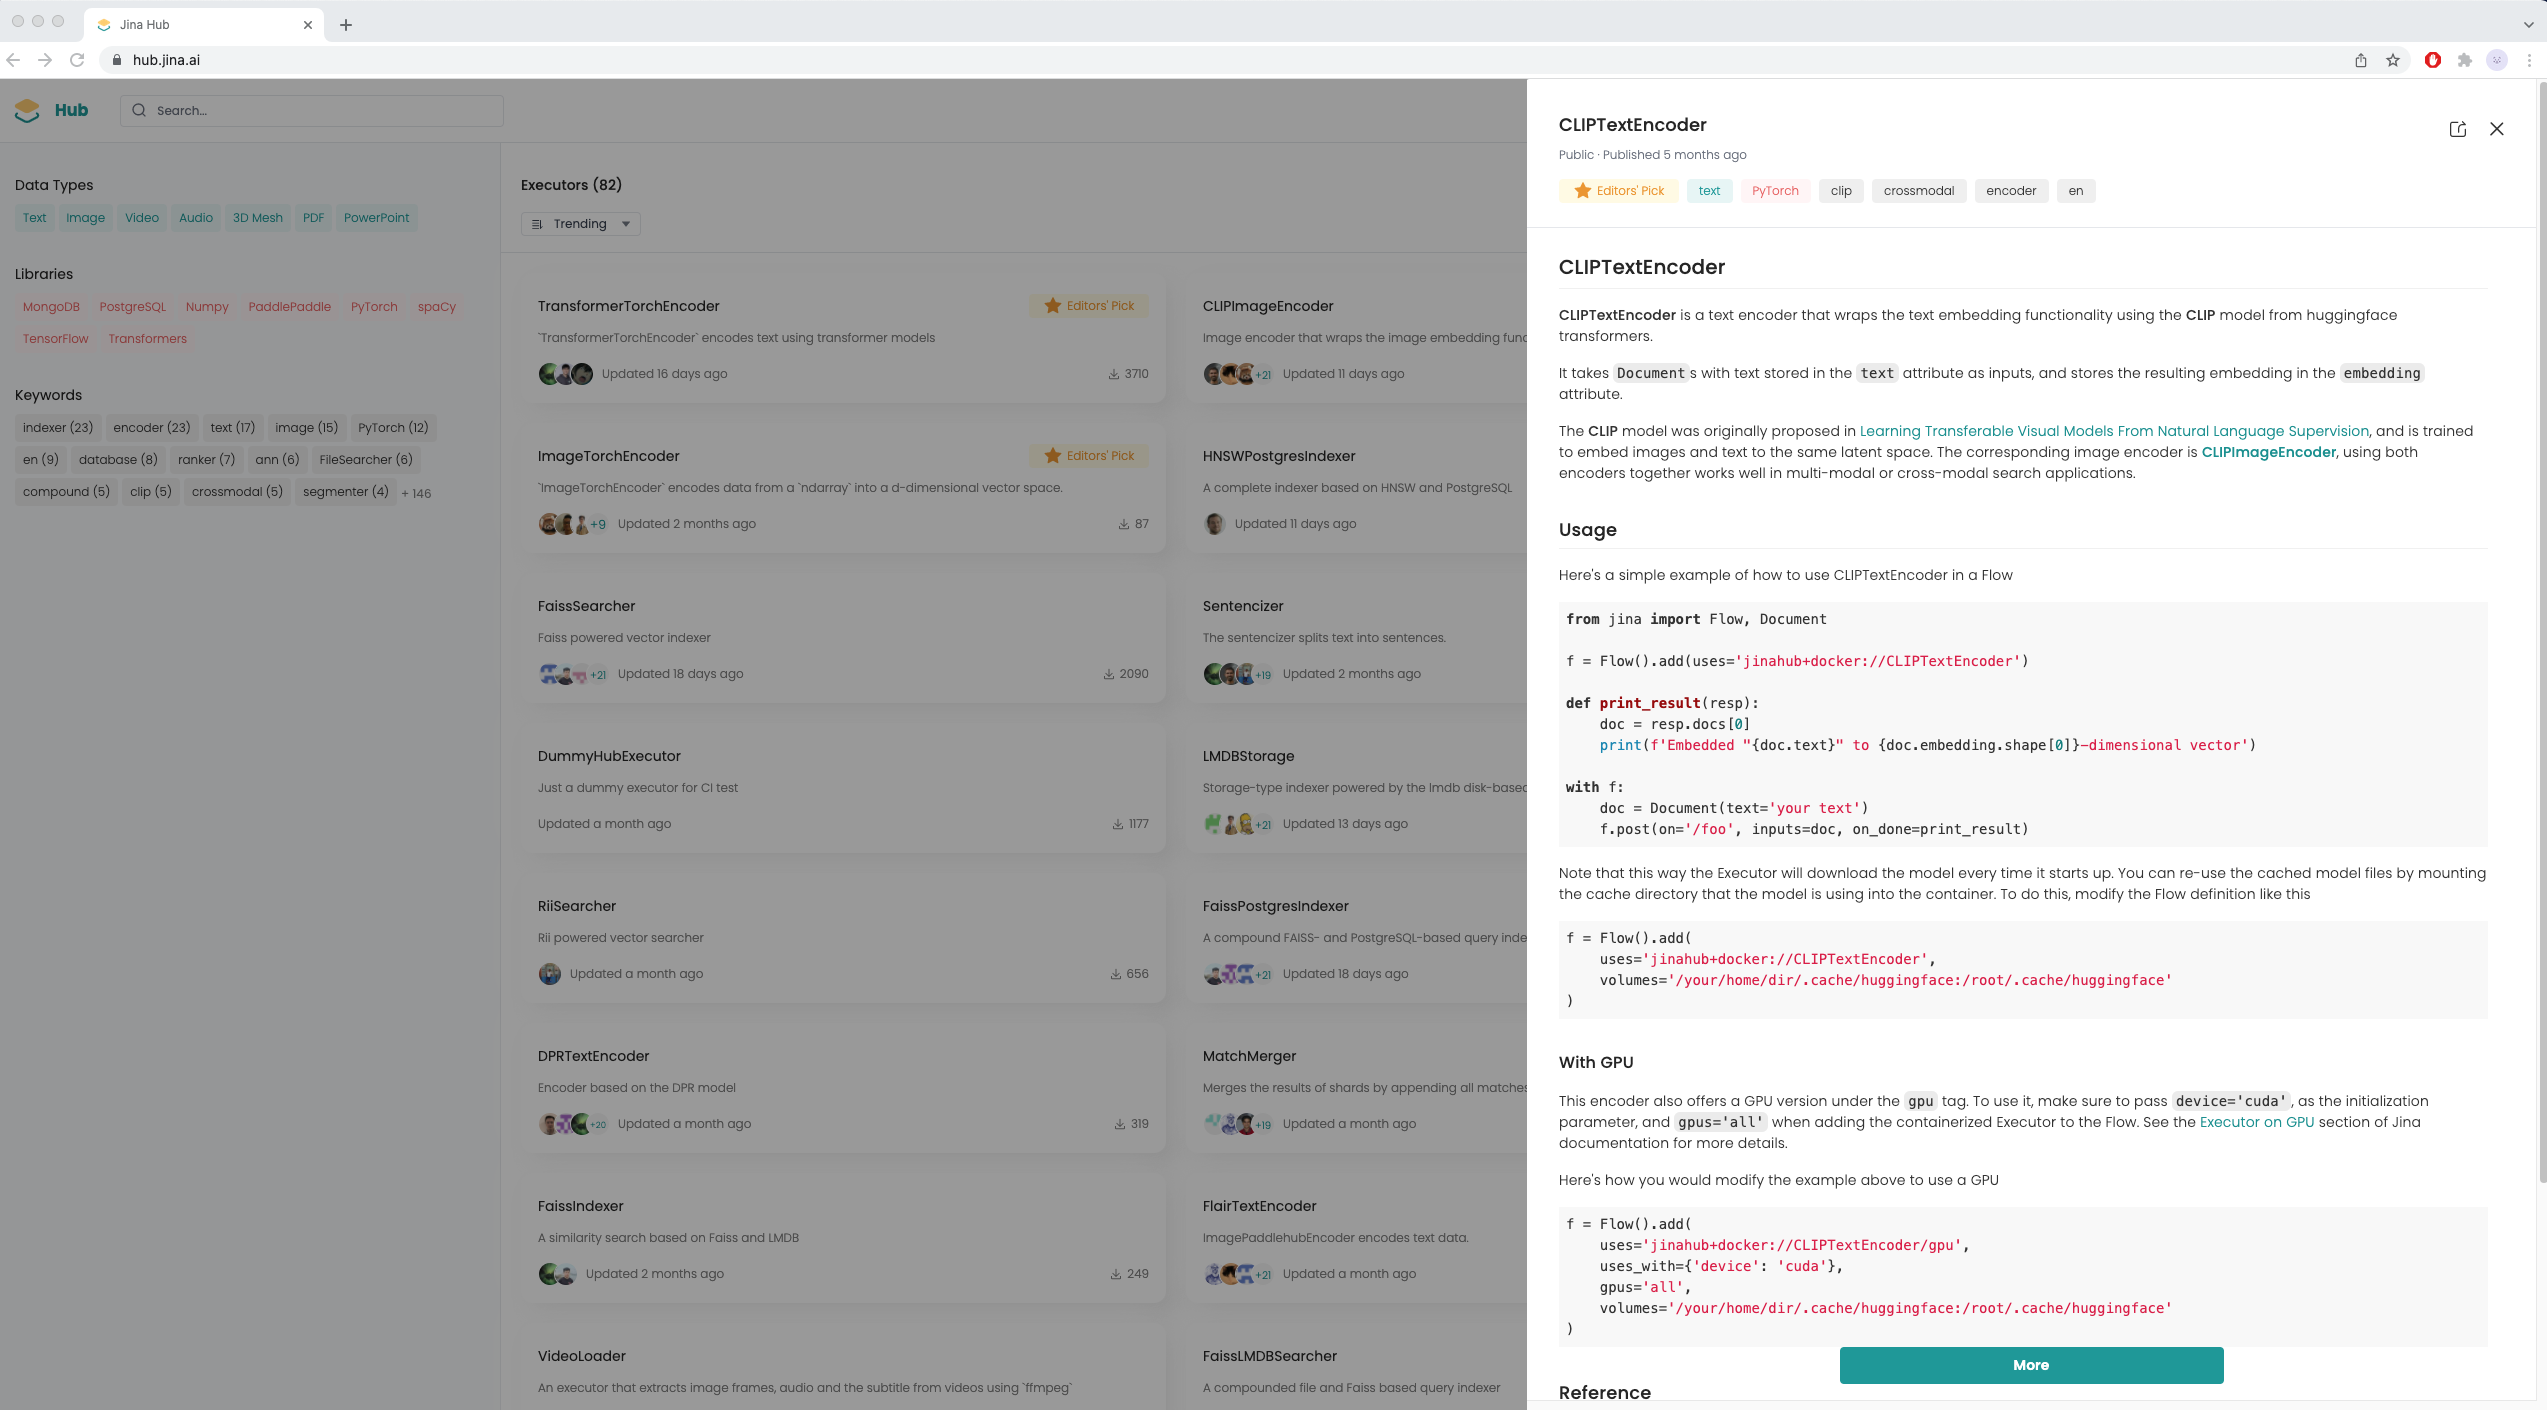 Jina Hub
hub.jina.ai
Hub
Search...
Data Types
Text Image Video Audio 3D Mesh PDF PowerPoint
Libraries
MongoDB PostgreSQL Numpy PaddlePaddle PyTorch spaCy
TensorFlow Transformers
Keywords
indexer (23) encoder (23) text (17) image (15) PyTorch (12)
en (9) database (8) ranker (7) ann (6) FileSearcher (6)
compound (5) clip (5) crossmodal (5) segmenter (4) + 146
Executors (82)
Trending
TransformerTorchEncoder Editors' Pick
`TransformerTorchEncoder` encodes text using transformer models
Updated 16 days ago 3710
CLIPImageEncoder
Image encoder that wraps the image embedding func
+21 Updated 11 days ago
ImageTorchEncoder Editors' Pick
`ImageTorchEncoder` encodes data from a `ndarray` into a d-dimensional vector space.
+9 Updated 2 months ago 87
HNSWPostgresIndexer
A complete indexer based on HNSW and PostgreSQL
Updated 11 days ago
FaissSearcher
Faiss powered vector indexer
+21 Updated 18 days ago 2090
Sentencizer
The sentencizer splits text into sentences.
+19 Updated 2 months ago
DummyHubExecutor
Just a dummy executor for CI test
Updated a month ago 1177
LMDBStorage
Storage-type indexer powered by the lmdb disk-based
+21 Updated 13 days ago
RiiSearcher
Rii powered vector searcher
Updated a month ago 656
FaissPostgresIndexer
A compound FAISS- and PostgreSQL-based query inde
+21 Updated 18 days ago
DPRTextEncoder
Encoder based on the DPR model
+20 Updated a month ago 319
MatchMerger
Merges the results of shards by appending all matches
+19 Updated a month ago
FaissIndexer
A similarity search based on Faiss and LMDB
Updated 2 months ago 249
FlairTextEncoder
ImagePaddlehubEncoder encodes text data.
+21 Updated a month ago
VideoLoader
An executor that extracts image frames, audio and the subtitle from videos using `ffmpeg`
FaissLMDBSearcher
A compounded file and Faiss based query indexer
CLIPTextEncoder
Public · Published 5 months ago
Editors' Pick text PyTorch clip crossmodal encoder en
CLIPTextEncoder
CLIPTextEncoder is a text encoder that wraps the text embedding functionality using the CLIP model from huggingface
transformers.
It takes Documents with text stored in the text attribute as inputs, and stores the resulting embedding in the embedding
attribute.
The CLIP model was originally proposed in Learning Transferable Visual Models From Natural Language Supervision, and is trained
to embed images and text to the same latent space. The corresponding image encoder is CLIPImageEncoder, using both
encoders together works well in multi-modal or cross-modal search applications.
Usage
Here's a simple example of how to use CLIPTextEncoder in a Flow
from jina import Flow, Document
f = Flow().add(uses='jinahub+docker://CLIPTextEncoder')
def print_result(resp):
    doc = resp.docs[0]
    print(f'Embedded "{doc.text}" to {doc.embedding.shape[0]}-dimensional vector')
with f:
    doc = Document(text='your text')
    f.post(on='/foo', inputs=doc, on_done=print_result)
Note that this way the Executor will download the model every time it starts up. You can re-use the cached model files by mounting
the cache directory that the model is using into the container. To do this, modify the Flow definition like this
f = Flow().add(
    uses='jinahub+docker://CLIPTextEncoder',
    volumes='/your/home/dir/.cache/huggingface:/root/.cache/huggingface'
)
With GPU
This encoder also offers a GPU version under the gpu tag. To use it, make sure to pass device='cuda', as the initialization
parameter, and gpus='all' when adding the containerized Executor to the Flow. See the Executor on GPU section of Jina
documentation for more details.
Here's how you would modify the example above to use a GPU
f = Flow().add(
    uses='jinahub+docker://CLIPTextEncoder/gpu',
    uses_with={'device': 'cuda'},
    gpus='all',
    volumes='/your/home/dir/.cache/huggingface:/root/.cache/huggingface'
)
More
Reference